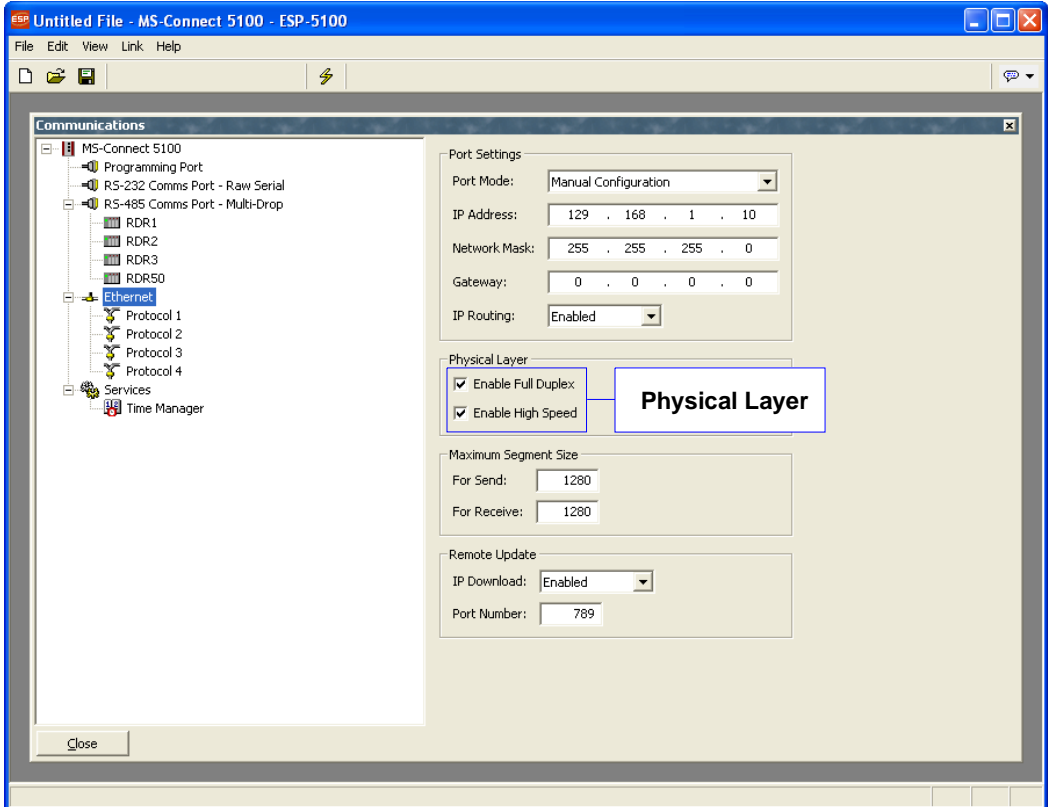 ESP Untitled File - MS-Connect 5100 - ESP-5100
File Edit View Link Help
Communications
MS-Connect 5100
Programming Port
RS-232 Comms Port - Raw Serial
RS-485 Comms Port - Multi-Drop
RDR1
RDR2
RDR3
RDR50
Ethernet
Protocol 1
Protocol 2
Protocol 3
Protocol 4
Services
Time Manager
Close
Port Settings
Port Mode: Manual Configuration
IP Address: 129 . 168 . 1 . 10
Network Mask: 255 . 255 . 255 . 0
Gateway: 0 . 0 . 0 . 0
IP Routing: Enabled
Physical Layer
Enable Full Duplex
Enable High Speed
Physical Layer
Maximum Segment Size
For Send: 1280
For Receive: 1280
Remote Update
IP Download: Enabled
Port Number: 789